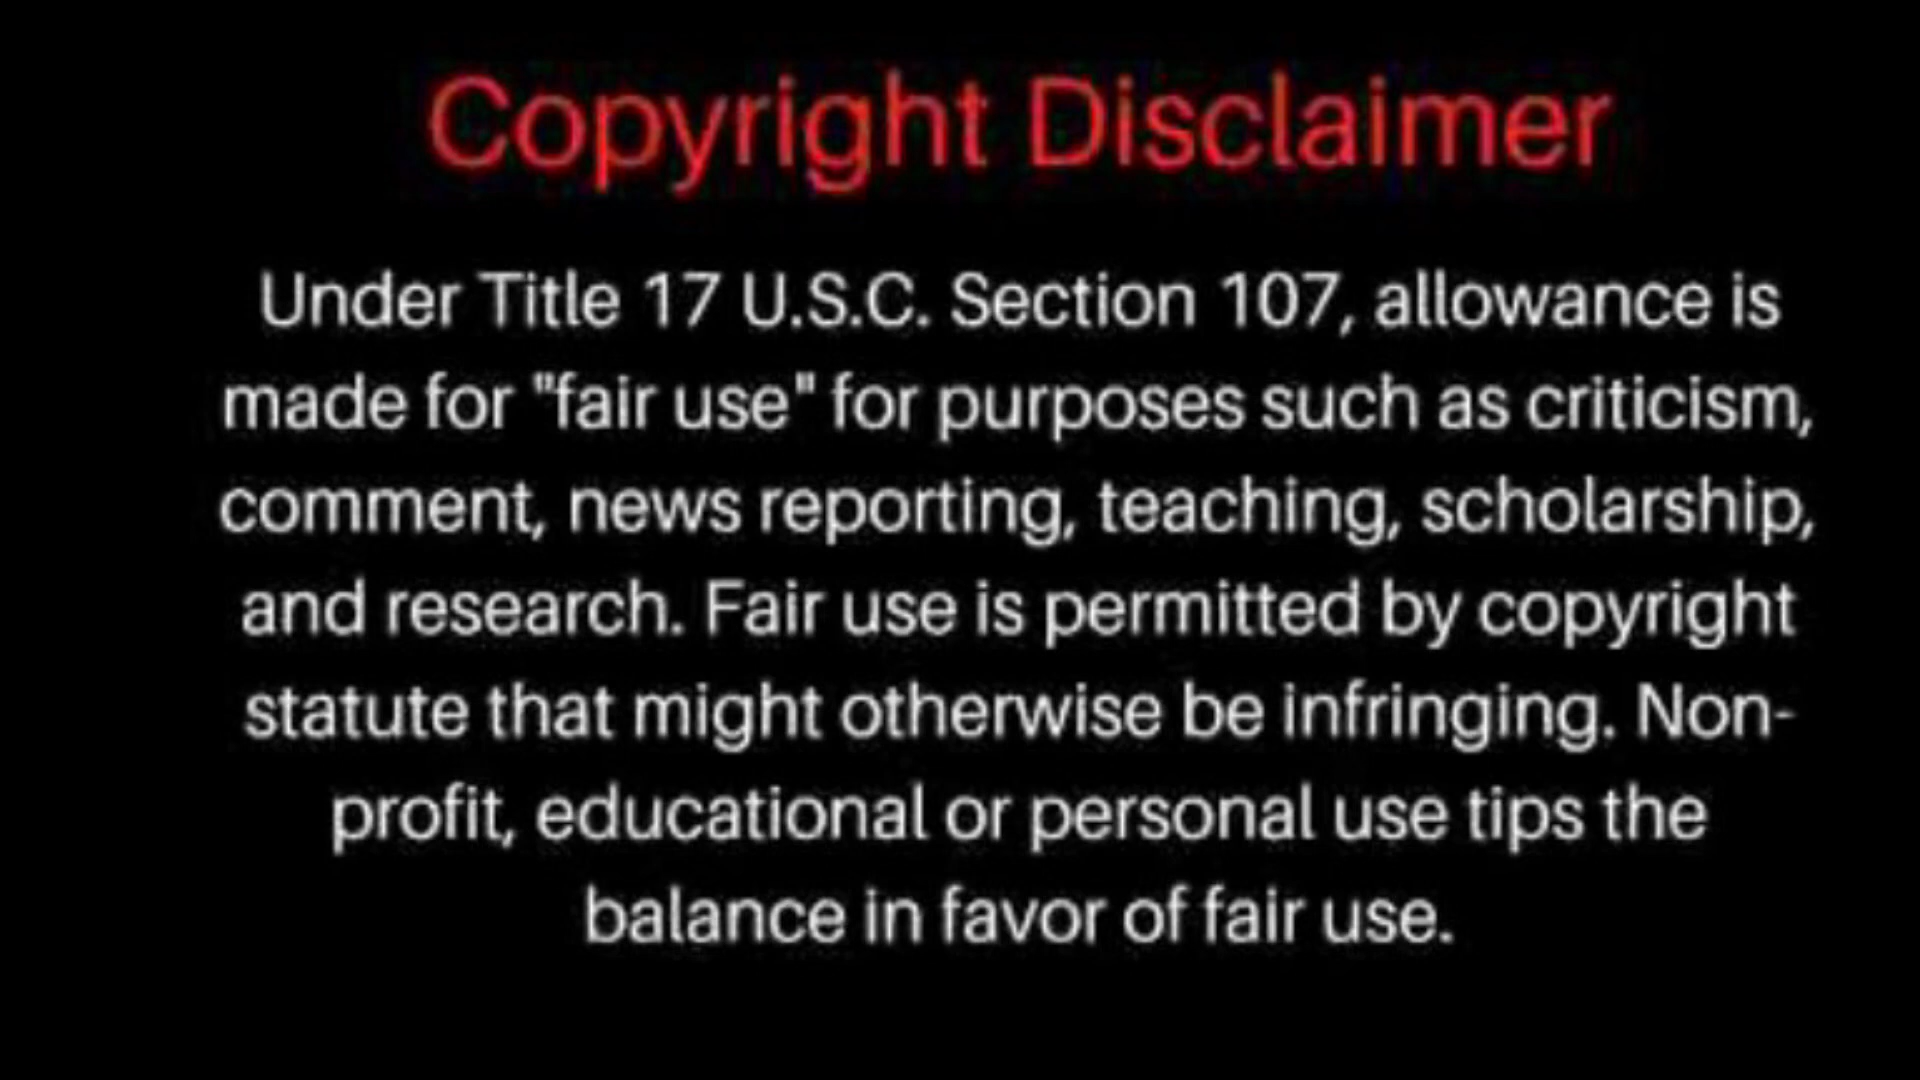 Copyright Disclaimer
Under Title 17 U.S.C. Section 107, allowance is
made for "fair use" for purposes such as criticism,
comment, news reporting, teaching, scholarship,
and research. Fair use is permitted by copyright
statute that might otherwise be infringing. Non-
profit, educational or personal use tips the
balance in favor of fair use.